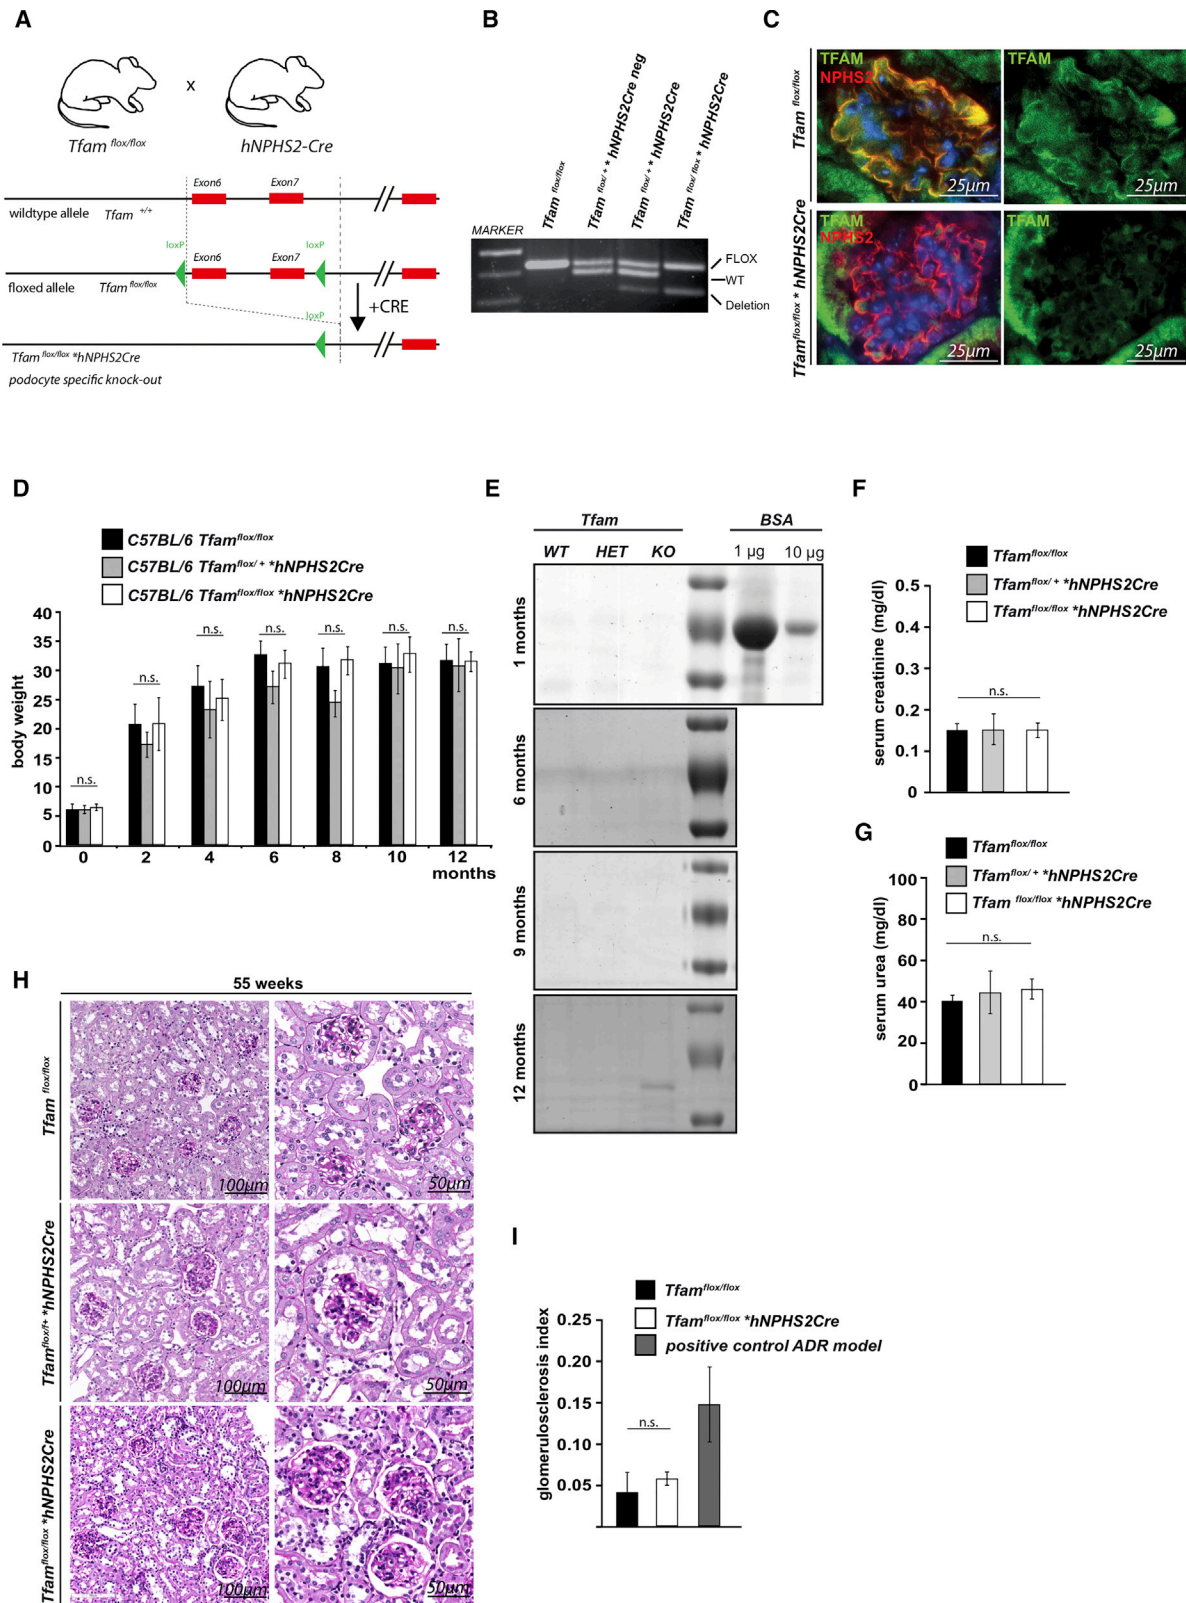 A
Tfam flox/flox
x
hNPHS2-Cre
Exon6
Exon7
wildtype allele Tfam +/+
loxP
loxP
Exon6
Exon7
floxed allele Tfam flox/flox
+CRE
loxP
Tfam flox/flox *hNPHS2Cre
podocyte specific knock-out
B
Tfam flox/flox
Tfam flox/+ * hNPHS2Cre neg
Tfam flox/+ * hNPHS2Cre
Tfam flox/flox * hNPHS2Cre
MARKER
FLOX
WT
Deletion
C
Tfam flox/flox
TFAM
NPHS2
25µm
TFAM
25µm
Tfam flox/flox * hNPHS2Cre
TFAM
NPHS2
25µm
TFAM
25µm
D
C57BL/6 Tfam flox/flox
C57BL/6 Tfam flox/+ *hNPHS2Cre
C57BL/6 Tfam flox/flox *hNPHS2Cre
body weight
40
35
30
25
20
15
10
5
0
n.s.
n.s.
n.s.
n.s.
n.s.
n.s.
n.s.
0 2 4 6 8 10 12
months
E
Tfam BSA
WT HET KO 1 µg 10 µg
1 months
6 months
9 months
12 months
F
Tfam flox/flox
Tfam flox/+ *hNPHS2Cre
Tfam flox/flox *hNPHS2Cre
serum creatinine (mg/dl)
0.5
0.4
0.3
0.2
0.1
0
n.s.
G
Tfam flox/flox
Tfam flox/+ *hNPHS2Cre
Tfam flox/flox *hNPHS2Cre
serum urea (mg/dl)
100
80
60
40
20
0
n.s.
H
55 weeks
Tfam flox/flox
100µm
50µm
Tfam flox/f+ *hNPHS2Cre
100µm
50µm
Tfam flox/flox *hNPHS2Cre
100µm
50µm
I
Tfam flox/flox
Tfam flox/flox *hNPHS2Cre
positive control ADR model
glomerulosclerosis index
0.25
0.20
0.15
0.10
0.05
n.s.